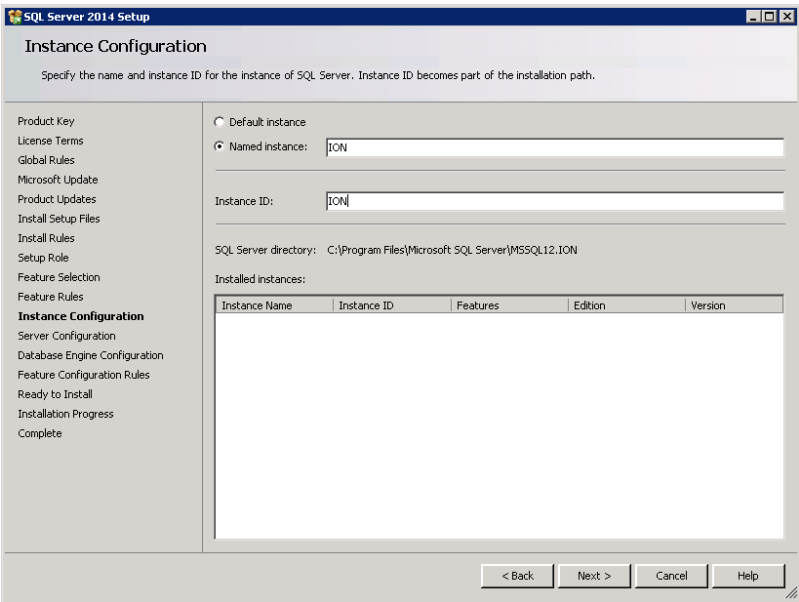 SQL Server 2014 Setup
Instance Configuration
Specify the name and instance ID for the instance of SQL Server. Instance ID becomes part of the installation path.
Product Key
License Terms
Global Rules
Microsoft Update
Product Updates
Install Setup Files
Install Rules
Setup Role
Feature Selection
Feature Rules
Instance Configuration
Server Configuration
Database Engine Configuration
Feature Configuration Rules
Ready to Install
Installation Progress
Complete
Default instance
Named instance: ION
Instance ID: ION
SQL Server directory: C:\Program Files\Microsoft SQL Server\MSSQL12.ION
Installed instances:
Instance Name Instance ID Features Edition Version
< Back Next > Cancel Help